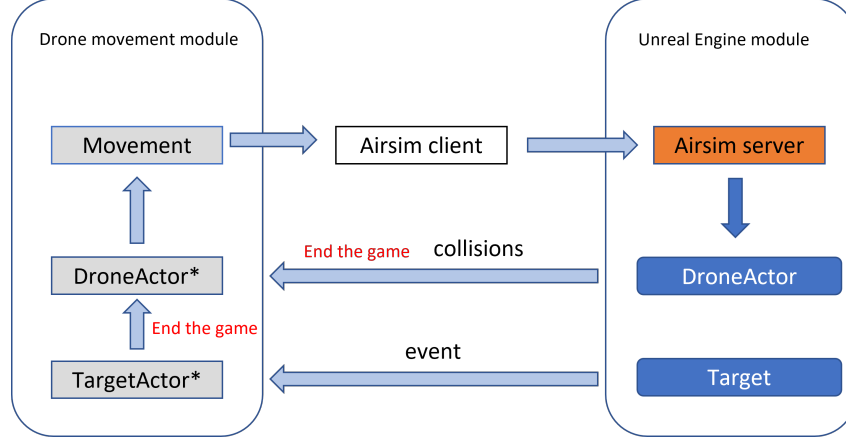 Drone movement module
Unreal Engine module
Movement
Airsim client
Airsim server
End the game
collisions
DroneActor*
DroneActor
End the game
event
TargetActor*
Target